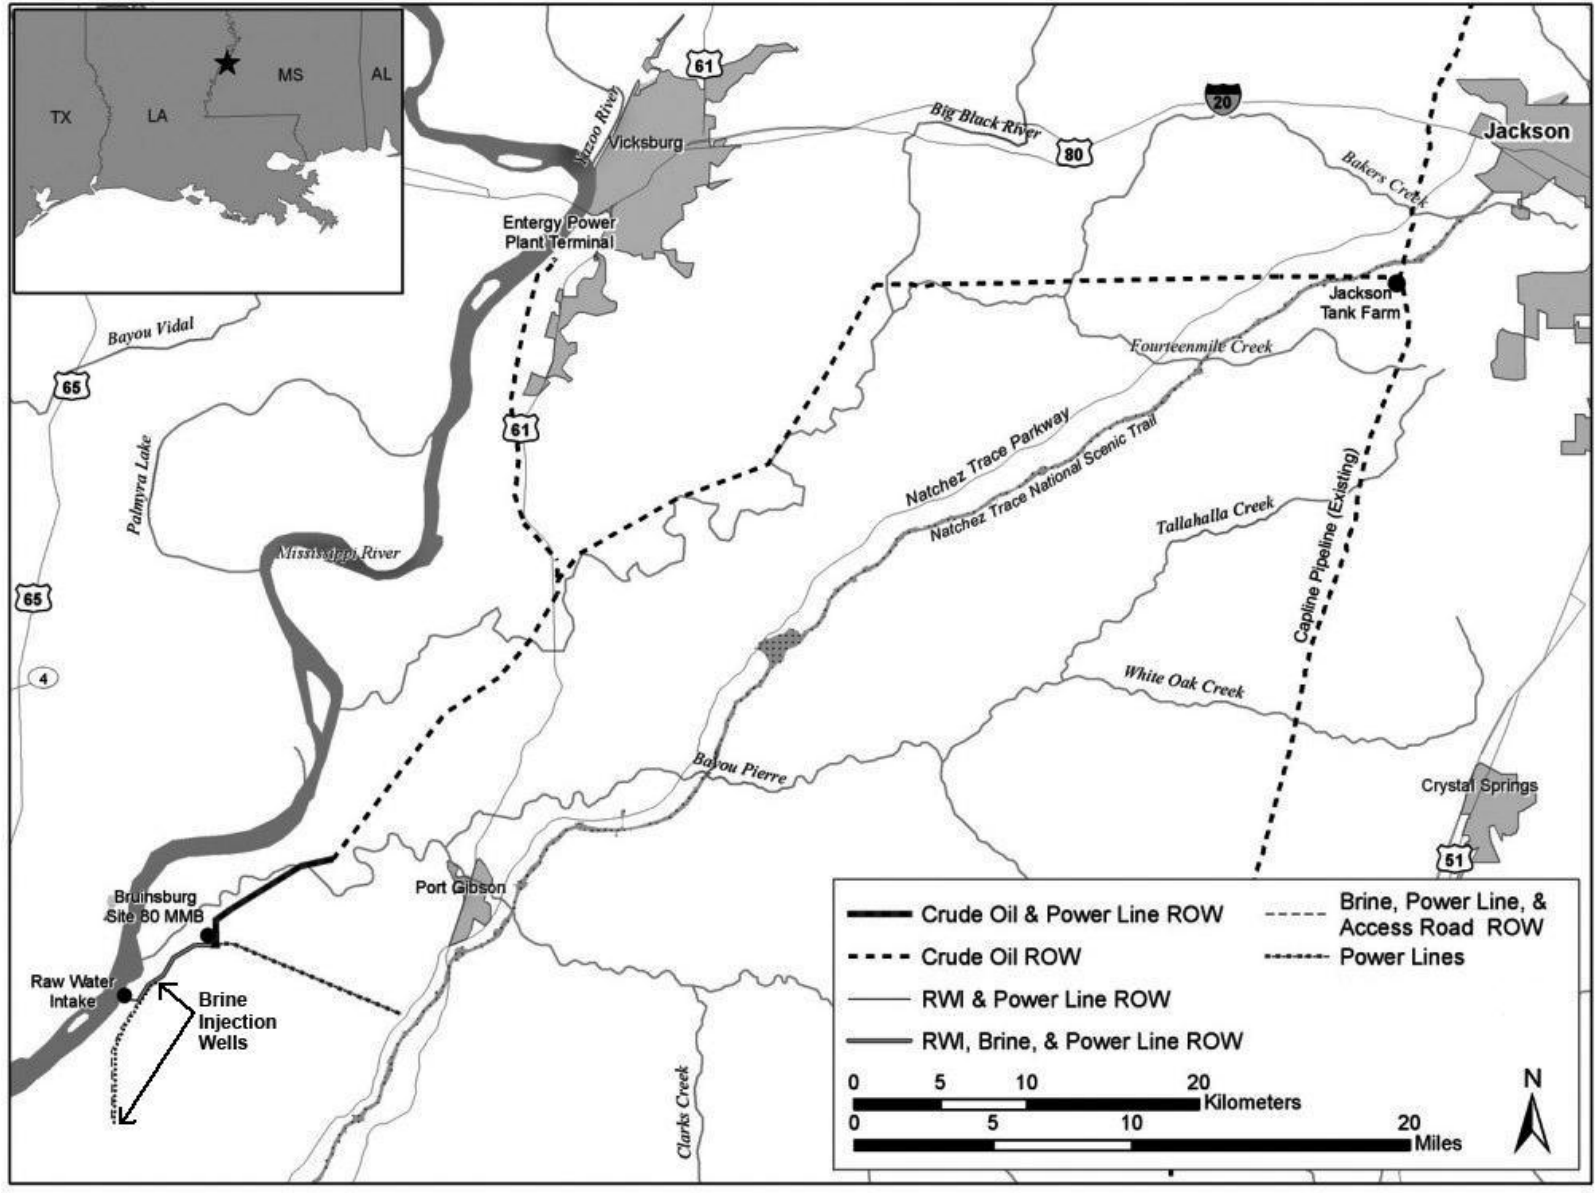 TX
LA
MS
AL
61
Yazoo River
Vicksburg
Big Black River
20
80
Jackson
Bakers Creek
Entergy Power
Plant Terminal
Jackson
Tank Farm
Bayou Vidal
65
Fourteenmile Creek
61
Palmyra Lake
Natchez Trace Parkway
Natchez Trace National Scenic Trail
Capline Pipeline (Existing)
Tallahalla Creek
Mississippi River
65
4
White Oak Creek
Bayou Pierre
Crystal Springs
51
Port Gibson
Bruinsburg
Site 80 MMB
Raw Water
Intake
Brine
Injection
Wells
Clarks Creek
Crude Oil & Power Line ROW
Crude Oil ROW
RWI & Power Line ROW
RWI, Brine, & Power Line ROW
Brine, Power Line, &
Access Road ROW
Power Lines
0 5 10 20
Kilometers
0 5 10 20
Miles
N